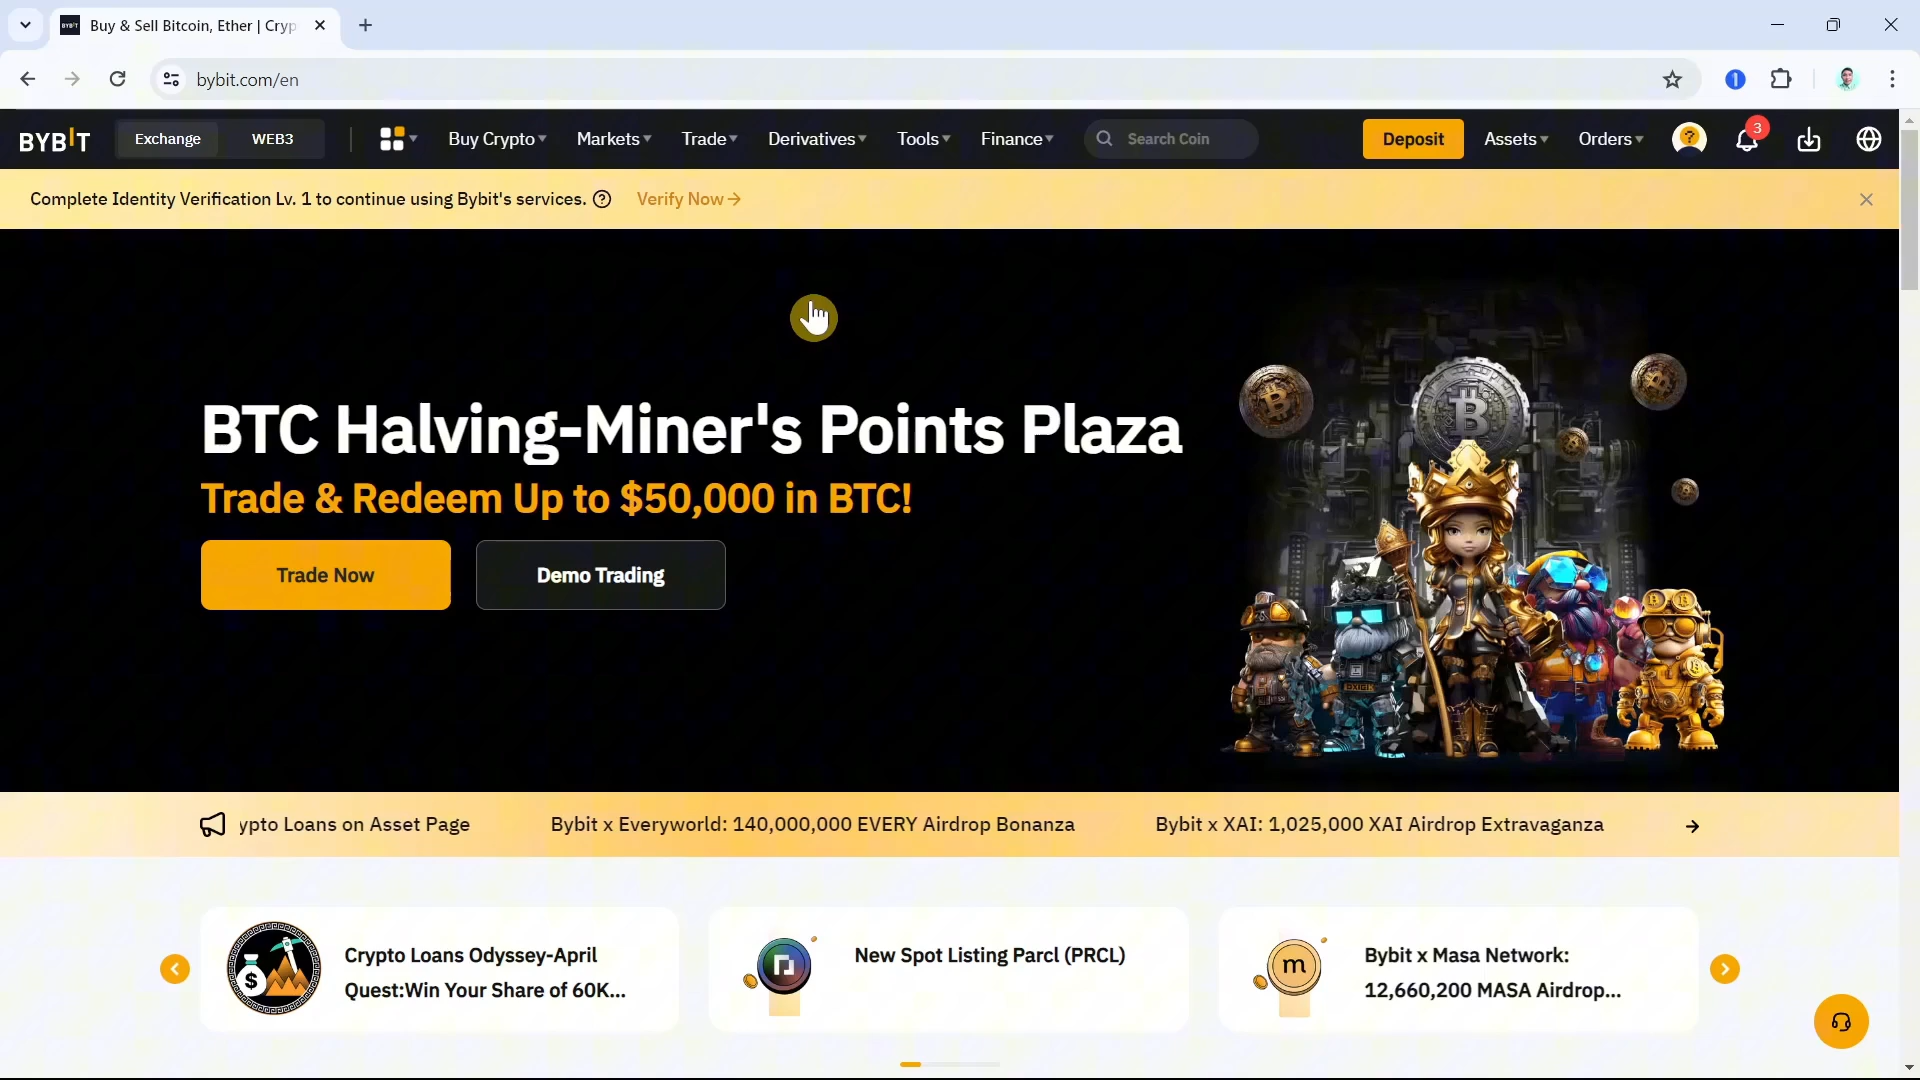 Buy & Sell Bitcoin, Ether | Cryp
bybit.com/en
BYBIT
Exchange
WEB3
Buy Crypto
Markets
Trade
Derivatives
Tools
Finance
Search Coin
Deposit
Assets
Orders
3
Complete Identity Verification Lv. 1 to continue using Bybit's services.
Verify Now
BTC Halving-Miner's Points Plaza
Trade & Redeem Up to $50,000 in BTC!
Trade Now
Demo Trading
ypto Loans on Asset Page
Bybit x Everyworld: 140,000,000 EVERY Airdrop Bonanza
Bybit x XAI: 1,025,000 XAI Airdrop Extravaganza
Crypto Loans Odyssey-April
Quest:Win Your Share of 60K...
New Spot Listing Parcl (PRCL)
Bybit x Masa Network:
12,660,200 MASA Airdrop...